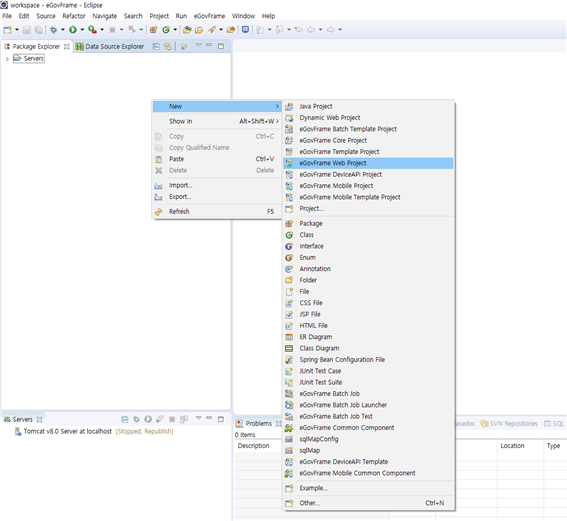 workspace - eGovFrame - Eclipse
File Edit Source Refactor Navigate Search Project Run eGovFrame Window Help
Package Explorer Data Source Explorer
Servers
New
Show In Alt+Shift+W
Copy Ctrl+C
Copy Qualified Name
Paste Ctrl+V
Delete Delete
Import...
Export...
Refresh F5
Java Project
Dynamic Web Project
eGovFrame Batch Template Project
eGovFrame Core Project
eGovFrame Template Project
eGovFrame Web Project
eGovFrame DeviceAPI Project
eGovFrame Mobile Project
eGovFrame Mobile Template Project
Project...
Package
Class
Interface
Enum
Annotation
Folder
File
CSS File
JSP File
HTML File
ER Diagram
Class Diagram
Spring Bean Configuration File
JUnit Test Case
JUnit Test Suite
eGovFrame Batch Job
eGovFrame Batch Job Launcher
eGovFrame Batch Job Test
eGovFrame Common Component
sqlMapConfig
sqlMap
eGovFrame DeviceAPI Template
eGovFrame Mobile Common Component
Example...
Other... Ctrl+N
Servers
Tomcat v8.0 Server at localhost [Stopped, Republish]
Problems avadoc SVN Repositories SQL
0 items
Description Location Type